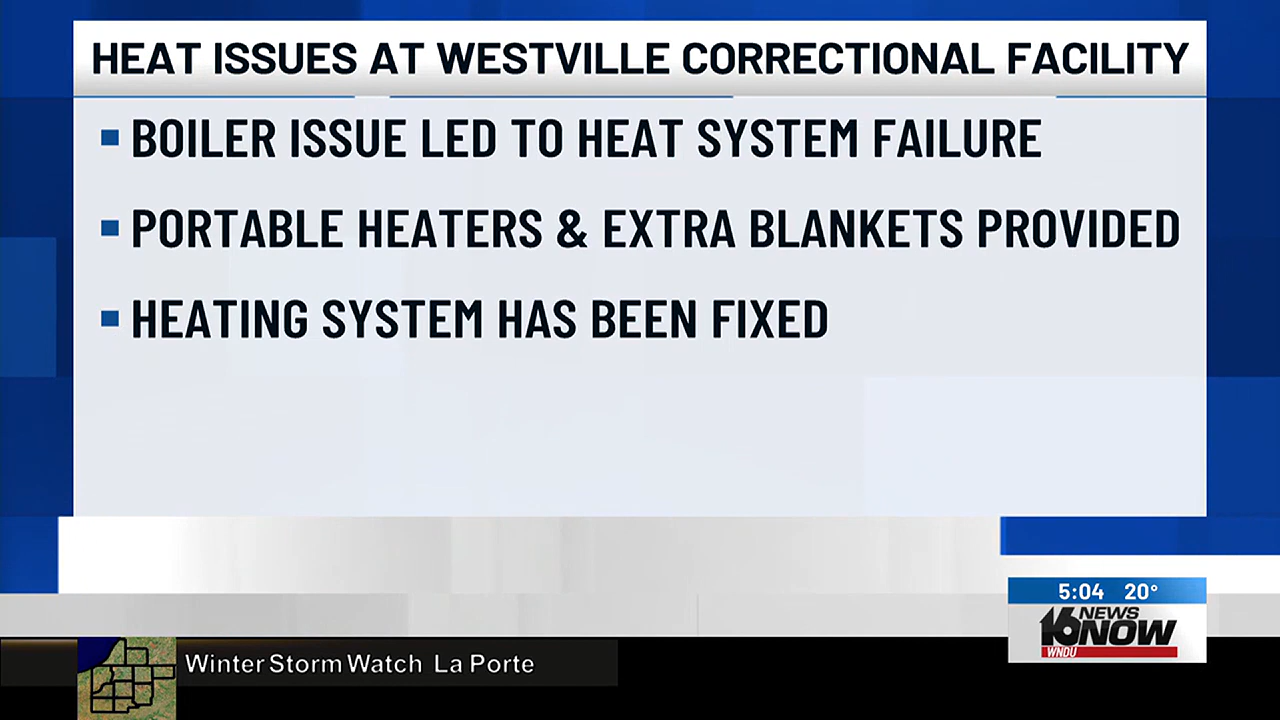 HEAT ISSUES AT WESTVILLE CORRECTIONAL FACILITY
BOILER ISSUE LED TO HEAT SYSTEM FAILURE
PORTABLE HEATERS & EXTRA BLANKETS PROVIDED
HEATING SYSTEM HAS BEEN FIXED
5:04 20°
16 NEWS NOW
WNDU
Winter Storm Watch La Porte